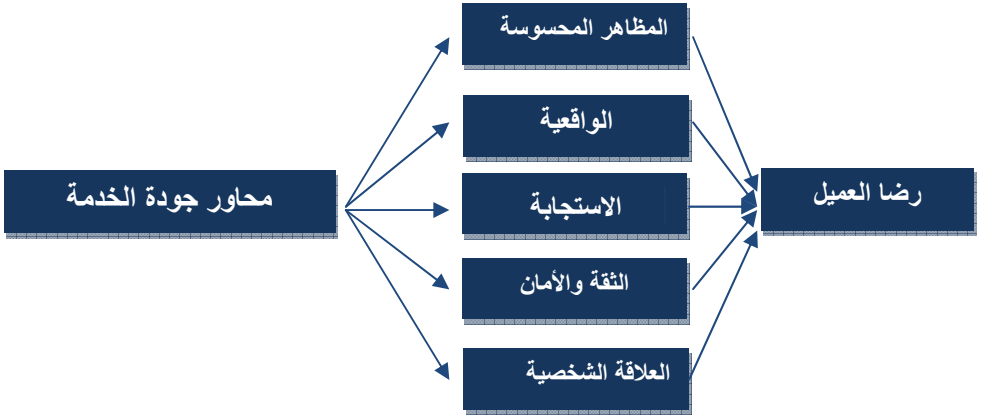 محاور جودة الخدمة
المظاهر المحسوسة
الواقعية
الاستجابة
الثقة والأمان
العلاقة الشخصية
رضا العميل